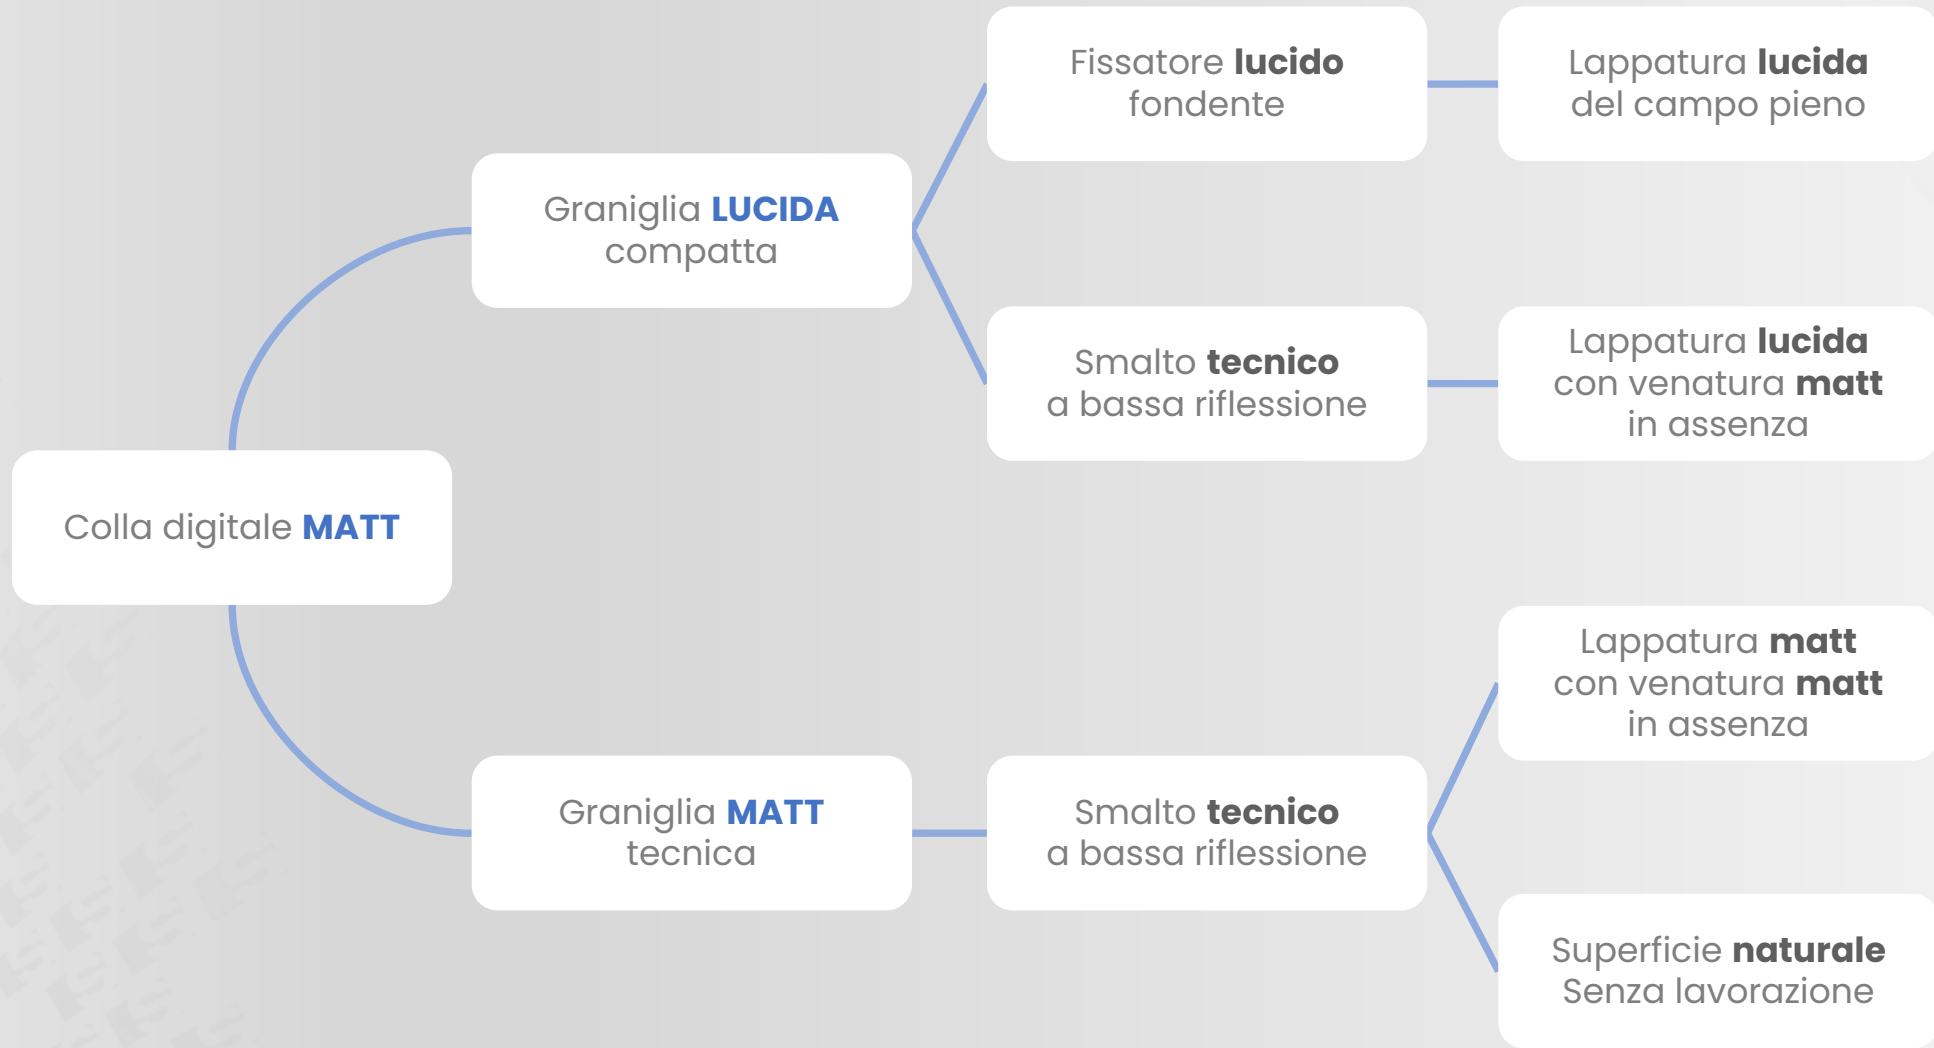 Fissatore lucido
fondente
Lappatura lucida
del campo pieno
Graniglia LUCIDA
compatta
Smalto tecnico
a bassa riflessione
Lappatura lucida
con venatura matt
in assenza
Colla digitale MATT
Lappatura matt
con venatura matt
in assenza
Graniglia MATT
tecnica
Smalto tecnico
a bassa riflessione
Superficie naturale
Senza lavorazione